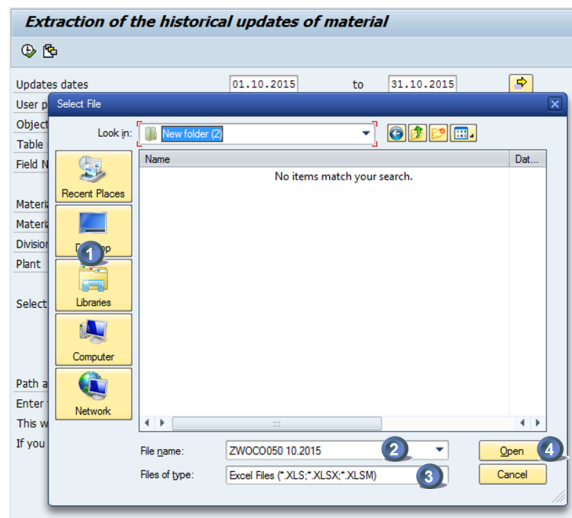 Extraction of the historical updates of material
Updates dates 01.10.2015 to 31.10.2015
User p
Select File
Object
Look in: New folder (2)
Table
Name Dat...
Field N
No items match your search.
Recent Places
Materi
Materi
Division
1
Plant
Libraries
Select
Computer
Path a
Network
Enter
This w
If you
File name: ZWOCO050 10.2015 2 Open 4
Files of type: Excel Files (*.XLS;*.XLSX;*.XLSM) 3 Cancel